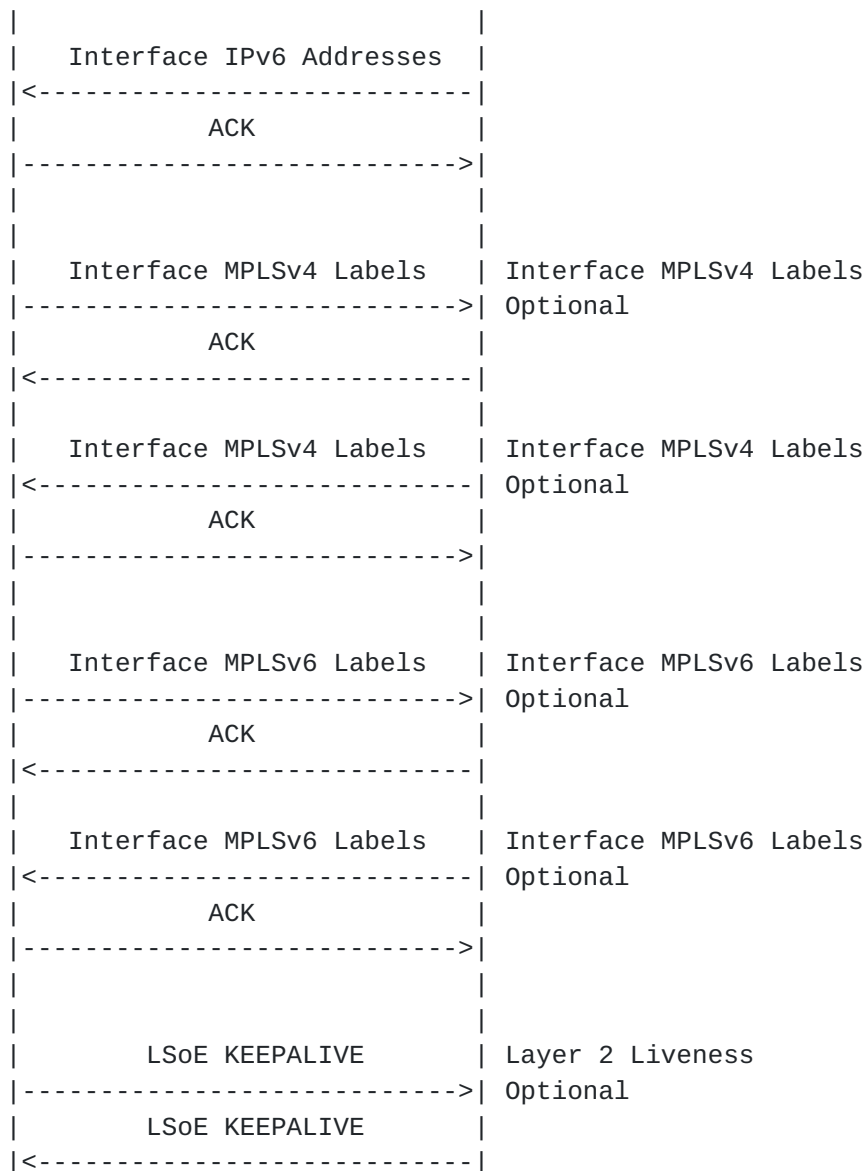 |                             |
|   Interface IPv6 Addresses  |
|<----------------------------|
|            ACK              |
|---------------------------->|
|                             |
|                             |
|   Interface MPLSv4 Labels   | Interface MPLSv4 Labels
|---------------------------->| Optional
|            ACK              |
|<----------------------------|
|                             |
|   Interface MPLSv4 Labels   | Interface MPLSv4 Labels
|<----------------------------| Optional
|            ACK              |
|---------------------------->|
|                             |
|                             |
|   Interface MPLSv6 Labels   | Interface MPLSv6 Labels
|---------------------------->| Optional
|            ACK              |
|<----------------------------|
|                             |
|   Interface MPLSv6 Labels   | Interface MPLSv6 Labels
|<----------------------------| Optional
|            ACK              |
|---------------------------->|
|                             |
|                             |
|        LSoE KEEPALIVE       | Layer 2 Liveness
|---------------------------->| Optional
|        LSoE KEEPALIVE       |
|<----------------------------|